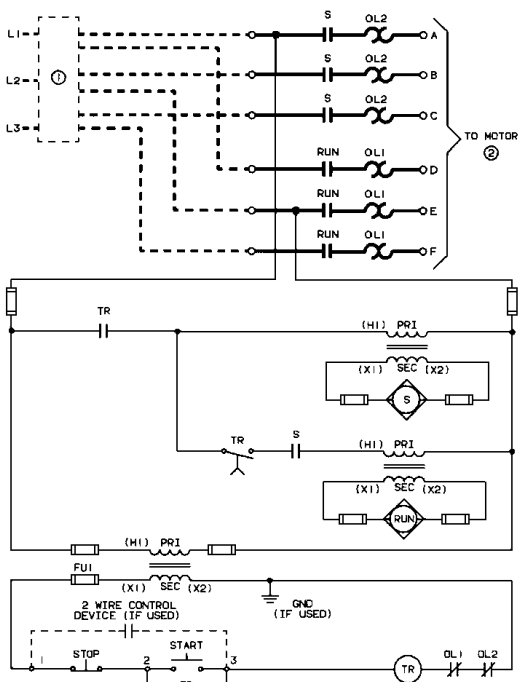 S OL2
L1 A
L2 ① S OL2 B
S OL2
L3 C
TO MOTOR
②
RUN OL1
D
RUN OL1
E
RUN OL1
F
TR
(H1) PRI
(X1) SEC (X2)
S
TR S (H1) PRI
(X1) SEC (X2)
RUN
(H1) PRI
FU1
(X1) SEC (X2)
2 WIRE CONTROL
DEVICE (IF USED)
GND
(IF USED)
START
1 STOP 2 3 TR OL1 OL2